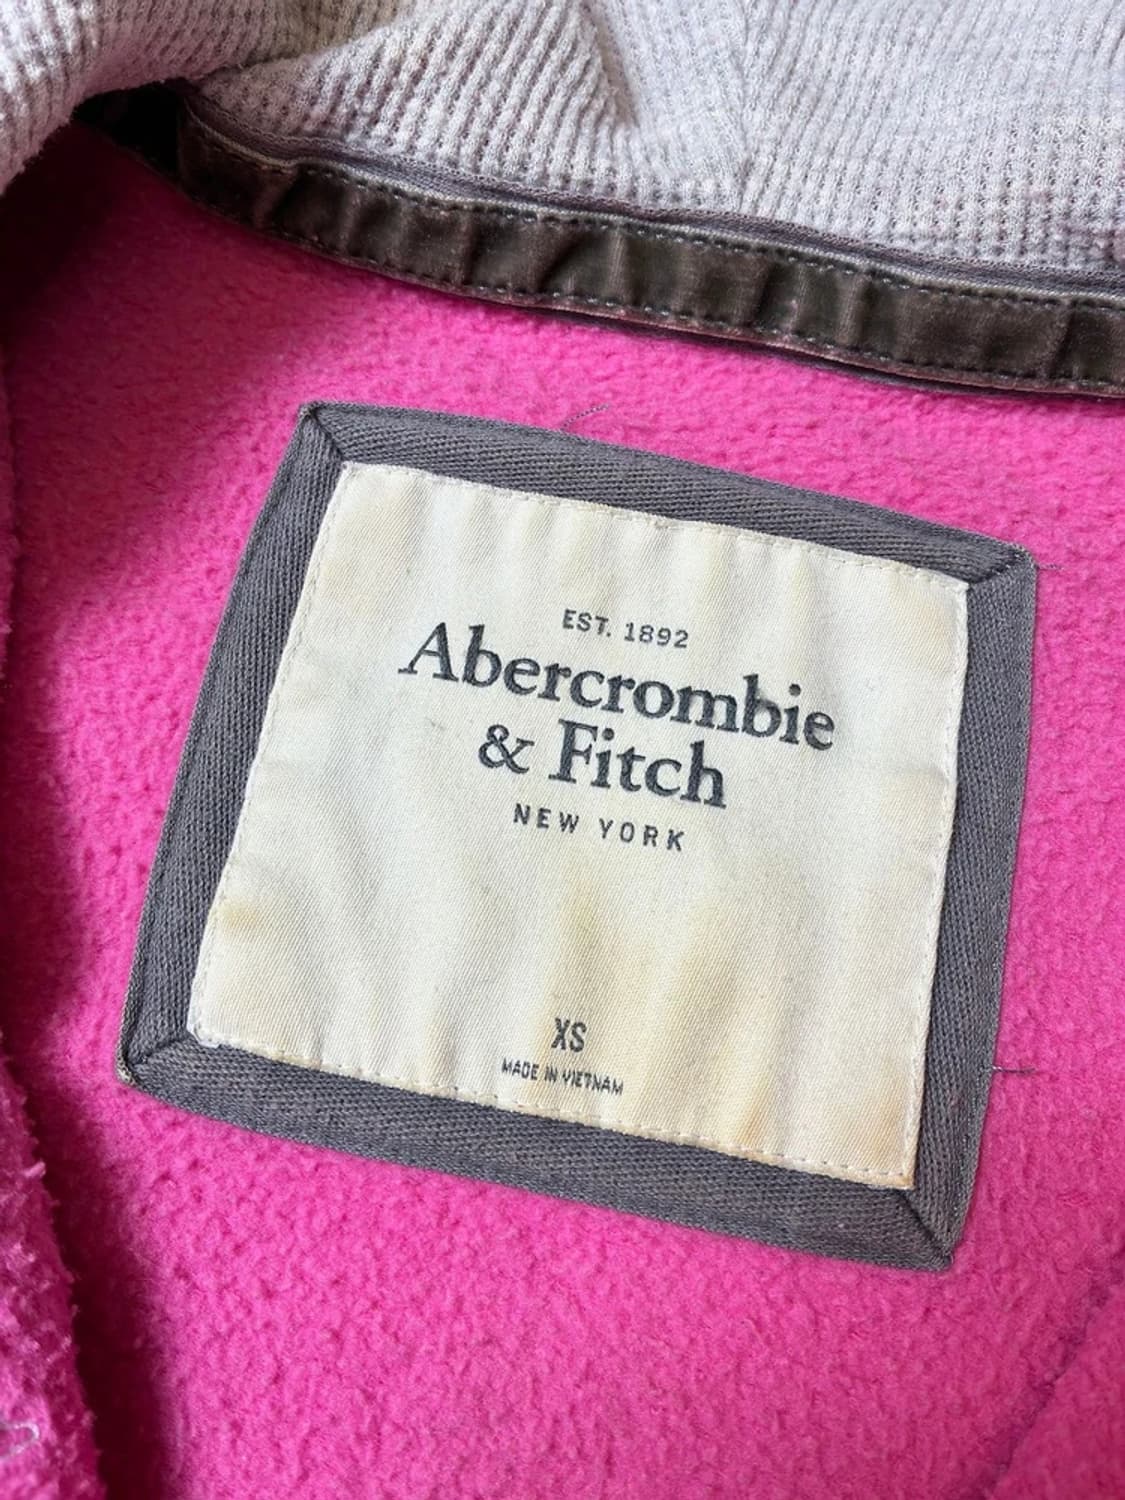 EST. 1892
Abercrombie
& Fitch
NEW YORK
XS
MADE IN VIETNAM